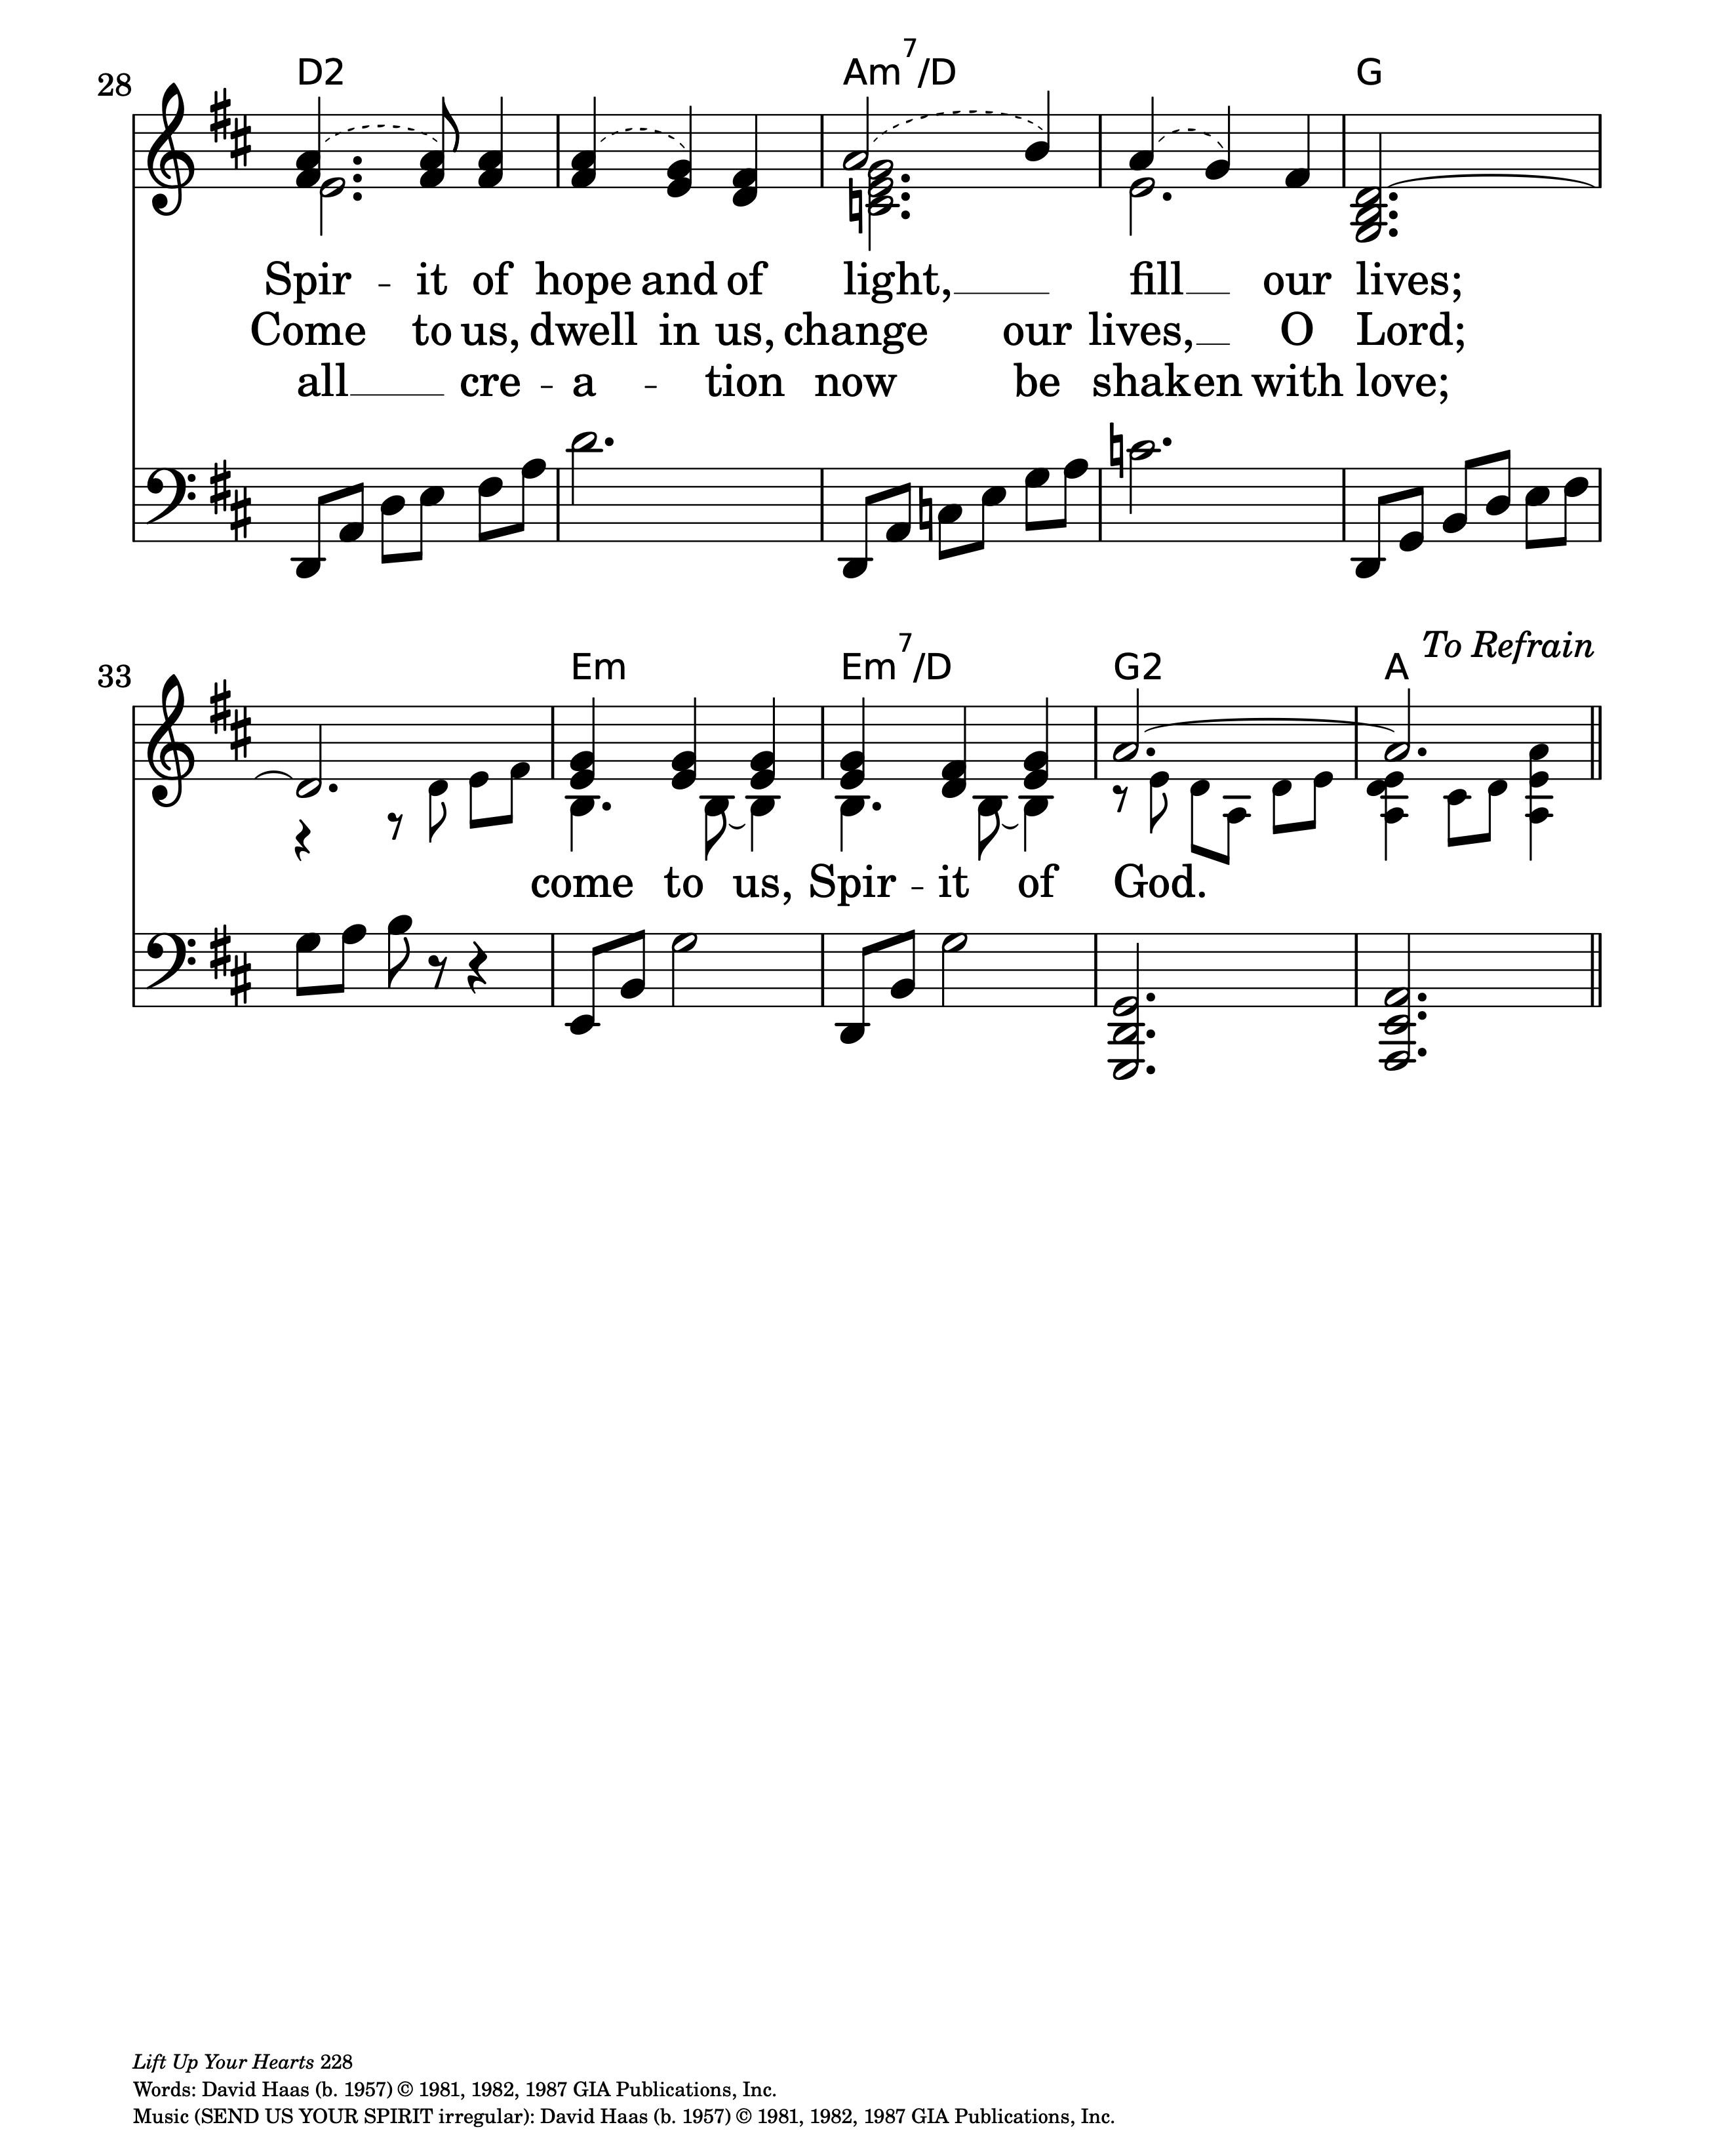 D2 Am7/D G
28
Spir - it of hope and of light, fill our lives;
Come to us, dwell in us, change our lives, O Lord;
all cre - a - tion now be shaken with love;
To Refrain
33 Em Em7/D G2 A
come to us, Spir - it of God.
Lift Up Your Hearts 228
Words: David Haas (b. 1957) © 1981, 1982, 1987 GIA Publications, Inc.
Music (SEND US YOUR SPIRIT irregular): David Haas (b. 1957) © 1981, 1982, 1987 GIA Publications, Inc.